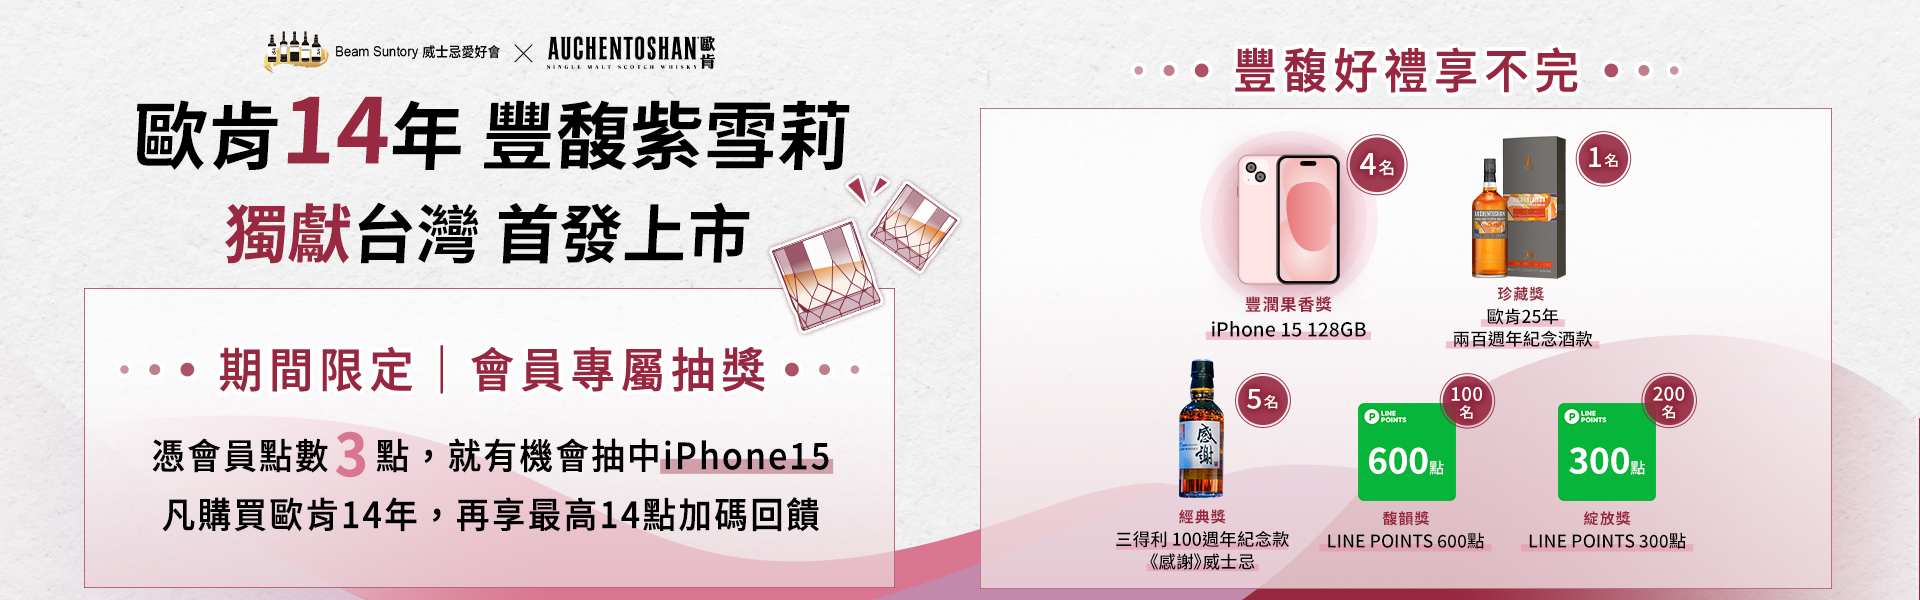 Beam Suntory 威士忌愛好會
AUCHENTOSHAN 歐肯
SINGLE MALT SCOTCH WHISKY
歐肯14年 豐馥紫雪莉
獨獻台灣 首發上市
期間限定｜會員專屬抽獎
憑會員點數3點，就有機會抽中iPhone15
凡購買歐肯14年，再享最高14點加碼回饋
豐馥好禮享不完
4名
豐潤果香獎
iPhone 15 128GB
1名
AUCHENTOSHAN
AUCHENTOSHAN
珍藏獎
歐肯25年
兩百週年紀念酒款
5名
感謝
經典獎
三得利 100週年紀念款
《感謝》威士忌
100名
LINE POINTS
600點
馥韻獎
LINE POINTS 600點
200名
LINE POINTS
300點
綻放獎
LINE POINTS 300點